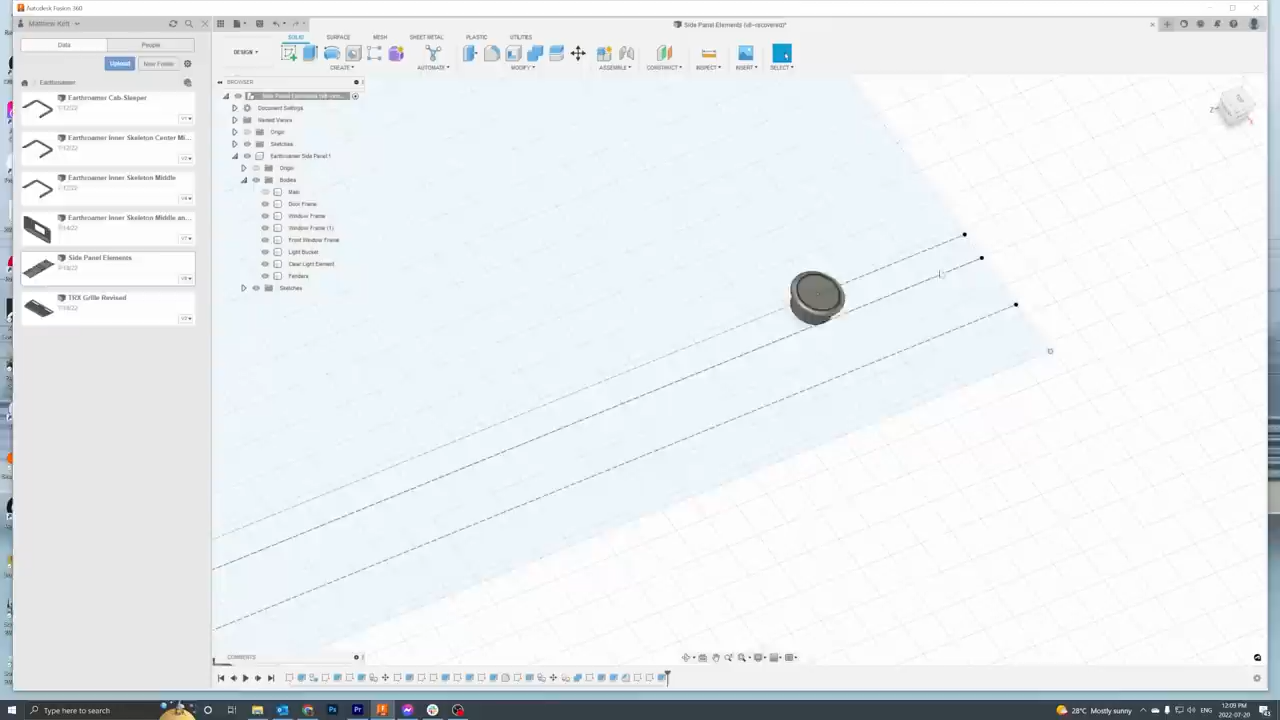 Autodesk Fusion 360
Matthew Kett
Side Panel Elements (v8~recovered)*
Data
People
DESIGN
SOLID
SURFACE
MESH
SHEET METAL
PLASTIC
UTILITIES
Upload
New Folder
CREATE
AUTOMATE
MODIFY
ASSEMBLE
CONSTRUCT
INSPECT
INSERT
SELECT
Earthroamer
BROWSER
Earthroamer Cab-Sleeper
Earthroamer Inner Skeleton Center Mi...
Earthroamer Inner Skeleton Middle
Earthroamer Inner Skeleton Middle an...
Side Panel Elements
TRX Grille Revised
Document Settings
Named Views
Origin
Sketches
Earthroamer Side Panel:1
Origin
Bodies
Main
Door Frame
Window Frame
Window Frame (1)
Front Window Frame
Light Bucket
Clear Light Element
Fenders
Sketches
COMMENTS
Type here to search
28°C Mostly sunny
ENG
12:09 PM
2022-07-20